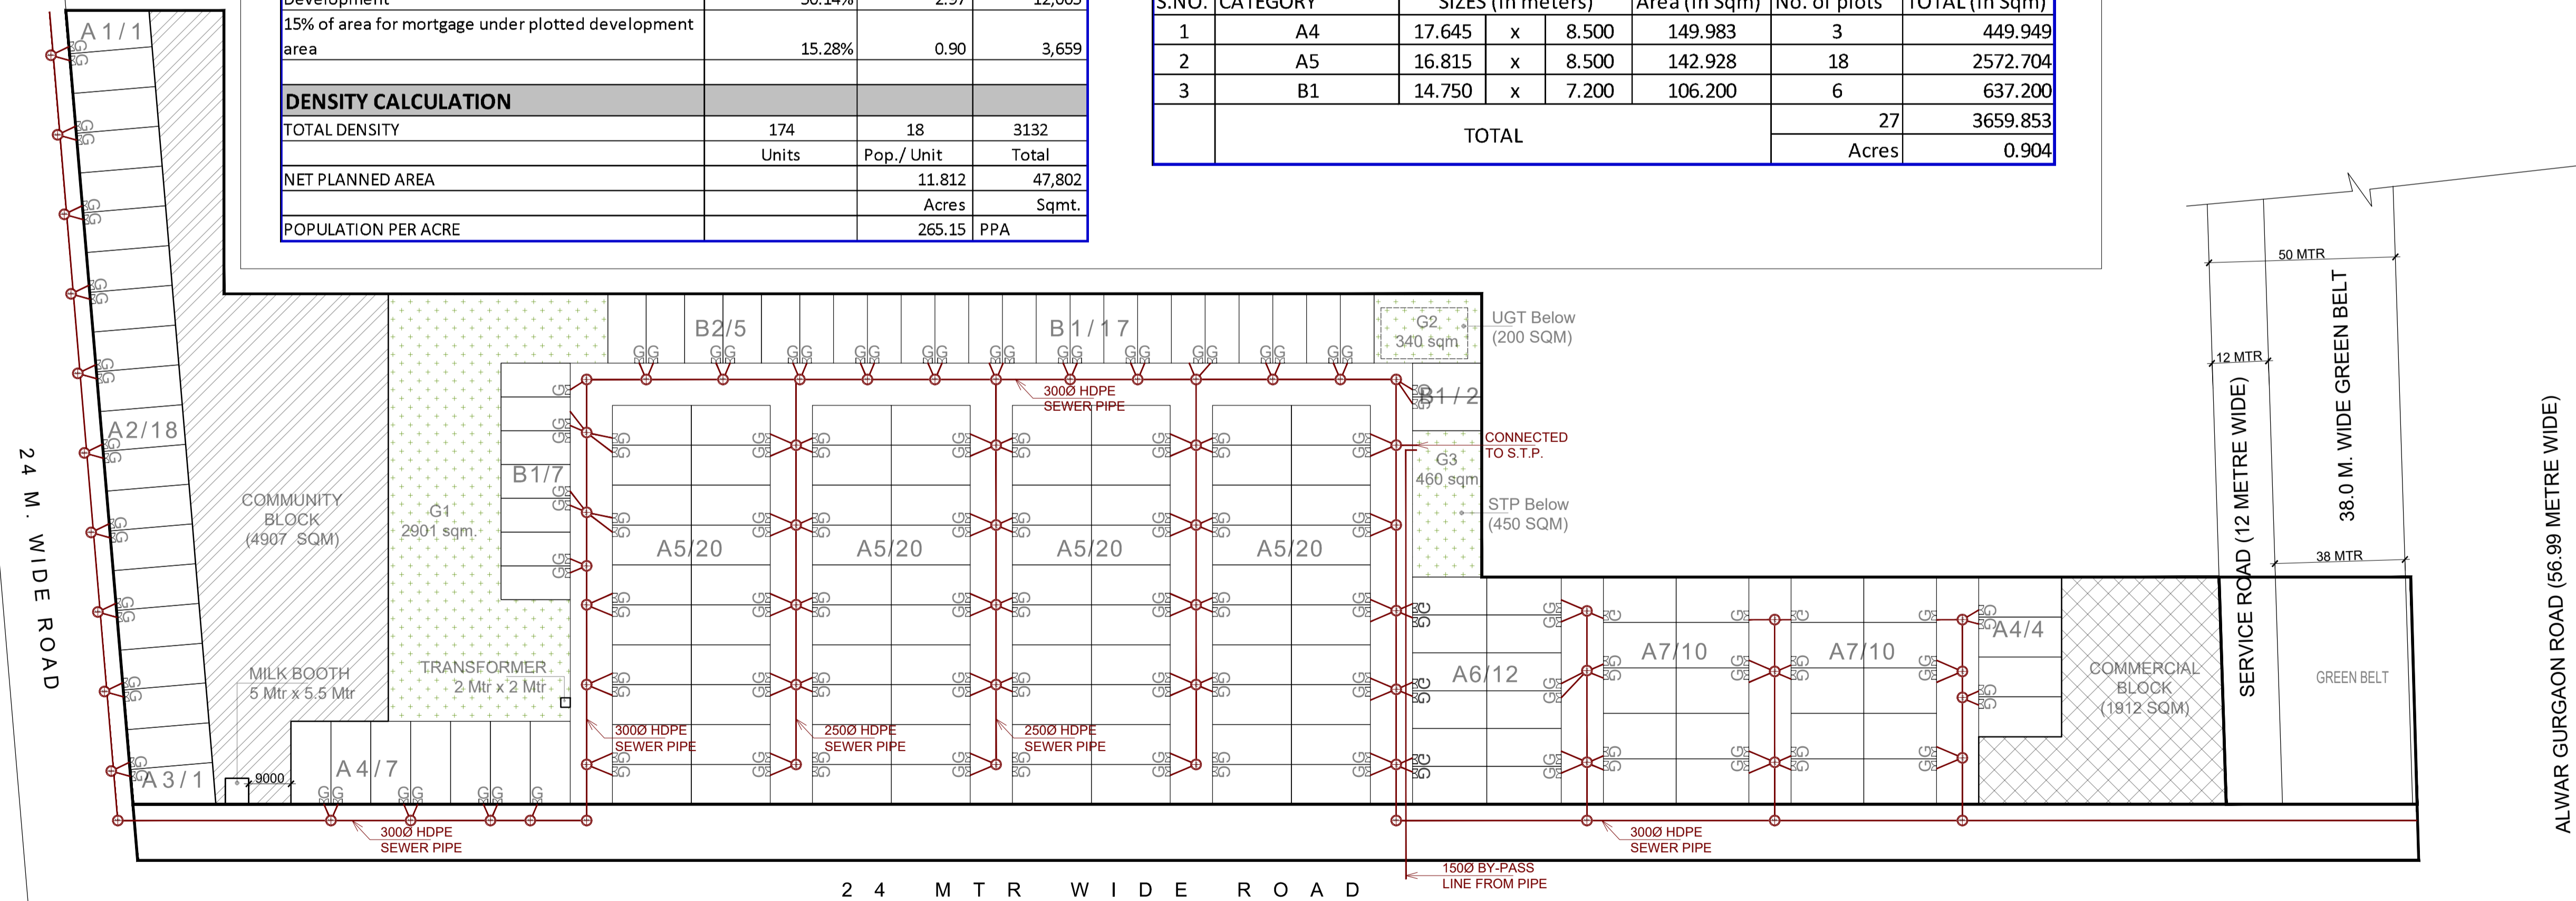 Development 2.97 12,003
15% of area for mortgage under plotted development
area 15.28% 0.90 3,659
DENSITY CALCULATION
TOTAL DENSITY 174 18 3132
Units Pop./ Unit Total
NET PLANNED AREA 11.812 47,802
Acres Sqmt.
POPULATION PER ACRE 265.15 PPA
S.NO. CATEGORY SIZES (in meters) Area (in Sqm) No. of plots TOTAL (in Sqm)
1 A4 17.645 x 8.500 149.983 3 449.949
2 A5 16.815 x 8.500 142.928 18 2572.704
3 B1 14.750 x 7.200 106.200 6 637.200
TOTAL 27 3659.853
Acres 0.904
A1/1
A2/18
A3/1
24 M. WIDE ROAD
COMMUNITY
BLOCK
(4907 SQM)
MILK BOOTH
5 Mtr x 5.5 Mtr
9000
A4/7
G1
2901 sqm.
TRANSFORMER
2 Mtr x 2 Mtr
B1/7
B2/5
B1/17
G2
340 sqm
UGT Below
(200 SQM)
B1/2
300Ø HDPE
SEWER PIPE
CONNECTED
TO S.T.P.
G3
460 sqm
STP Below
(450 SQM)
A5/20
A5/20
A5/20
A5/20
300Ø HDPE
SEWER PIPE
250Ø HDPE
SEWER PIPE
250Ø HDPE
SEWER PIPE
A6/12
A7/10
A7/10
A4/4
COMMERCIAL
BLOCK
(1912 SQM)
50 MTR
12 MTR
38 MTR
SERVICE ROAD (12 METRE WIDE)
38.0 M. WIDE GREEN BELT
GREEN BELT
ALWAR GURGAON ROAD (56.99 METRE WIDE)
300Ø HDPE
SEWER PIPE
300Ø HDPE
SEWER PIPE
150Ø BY-PASS
LINE FROM PIPE
24 MTR WIDE ROAD